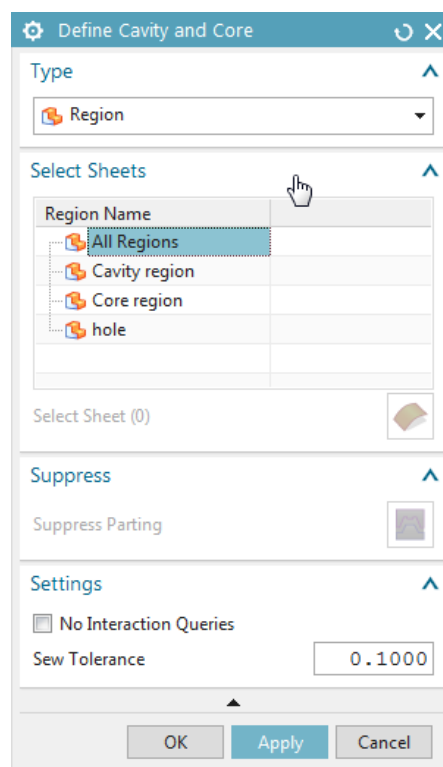 Define Cavity and Core
Type
Region
Select Sheets
Region Name
All Regions
Cavity region
Core region
hole
Select Sheet (0)
Suppress
Suppress Parting
Settings
No Interaction Queries
Sew Tolerance 0.1000
OK Apply Cancel